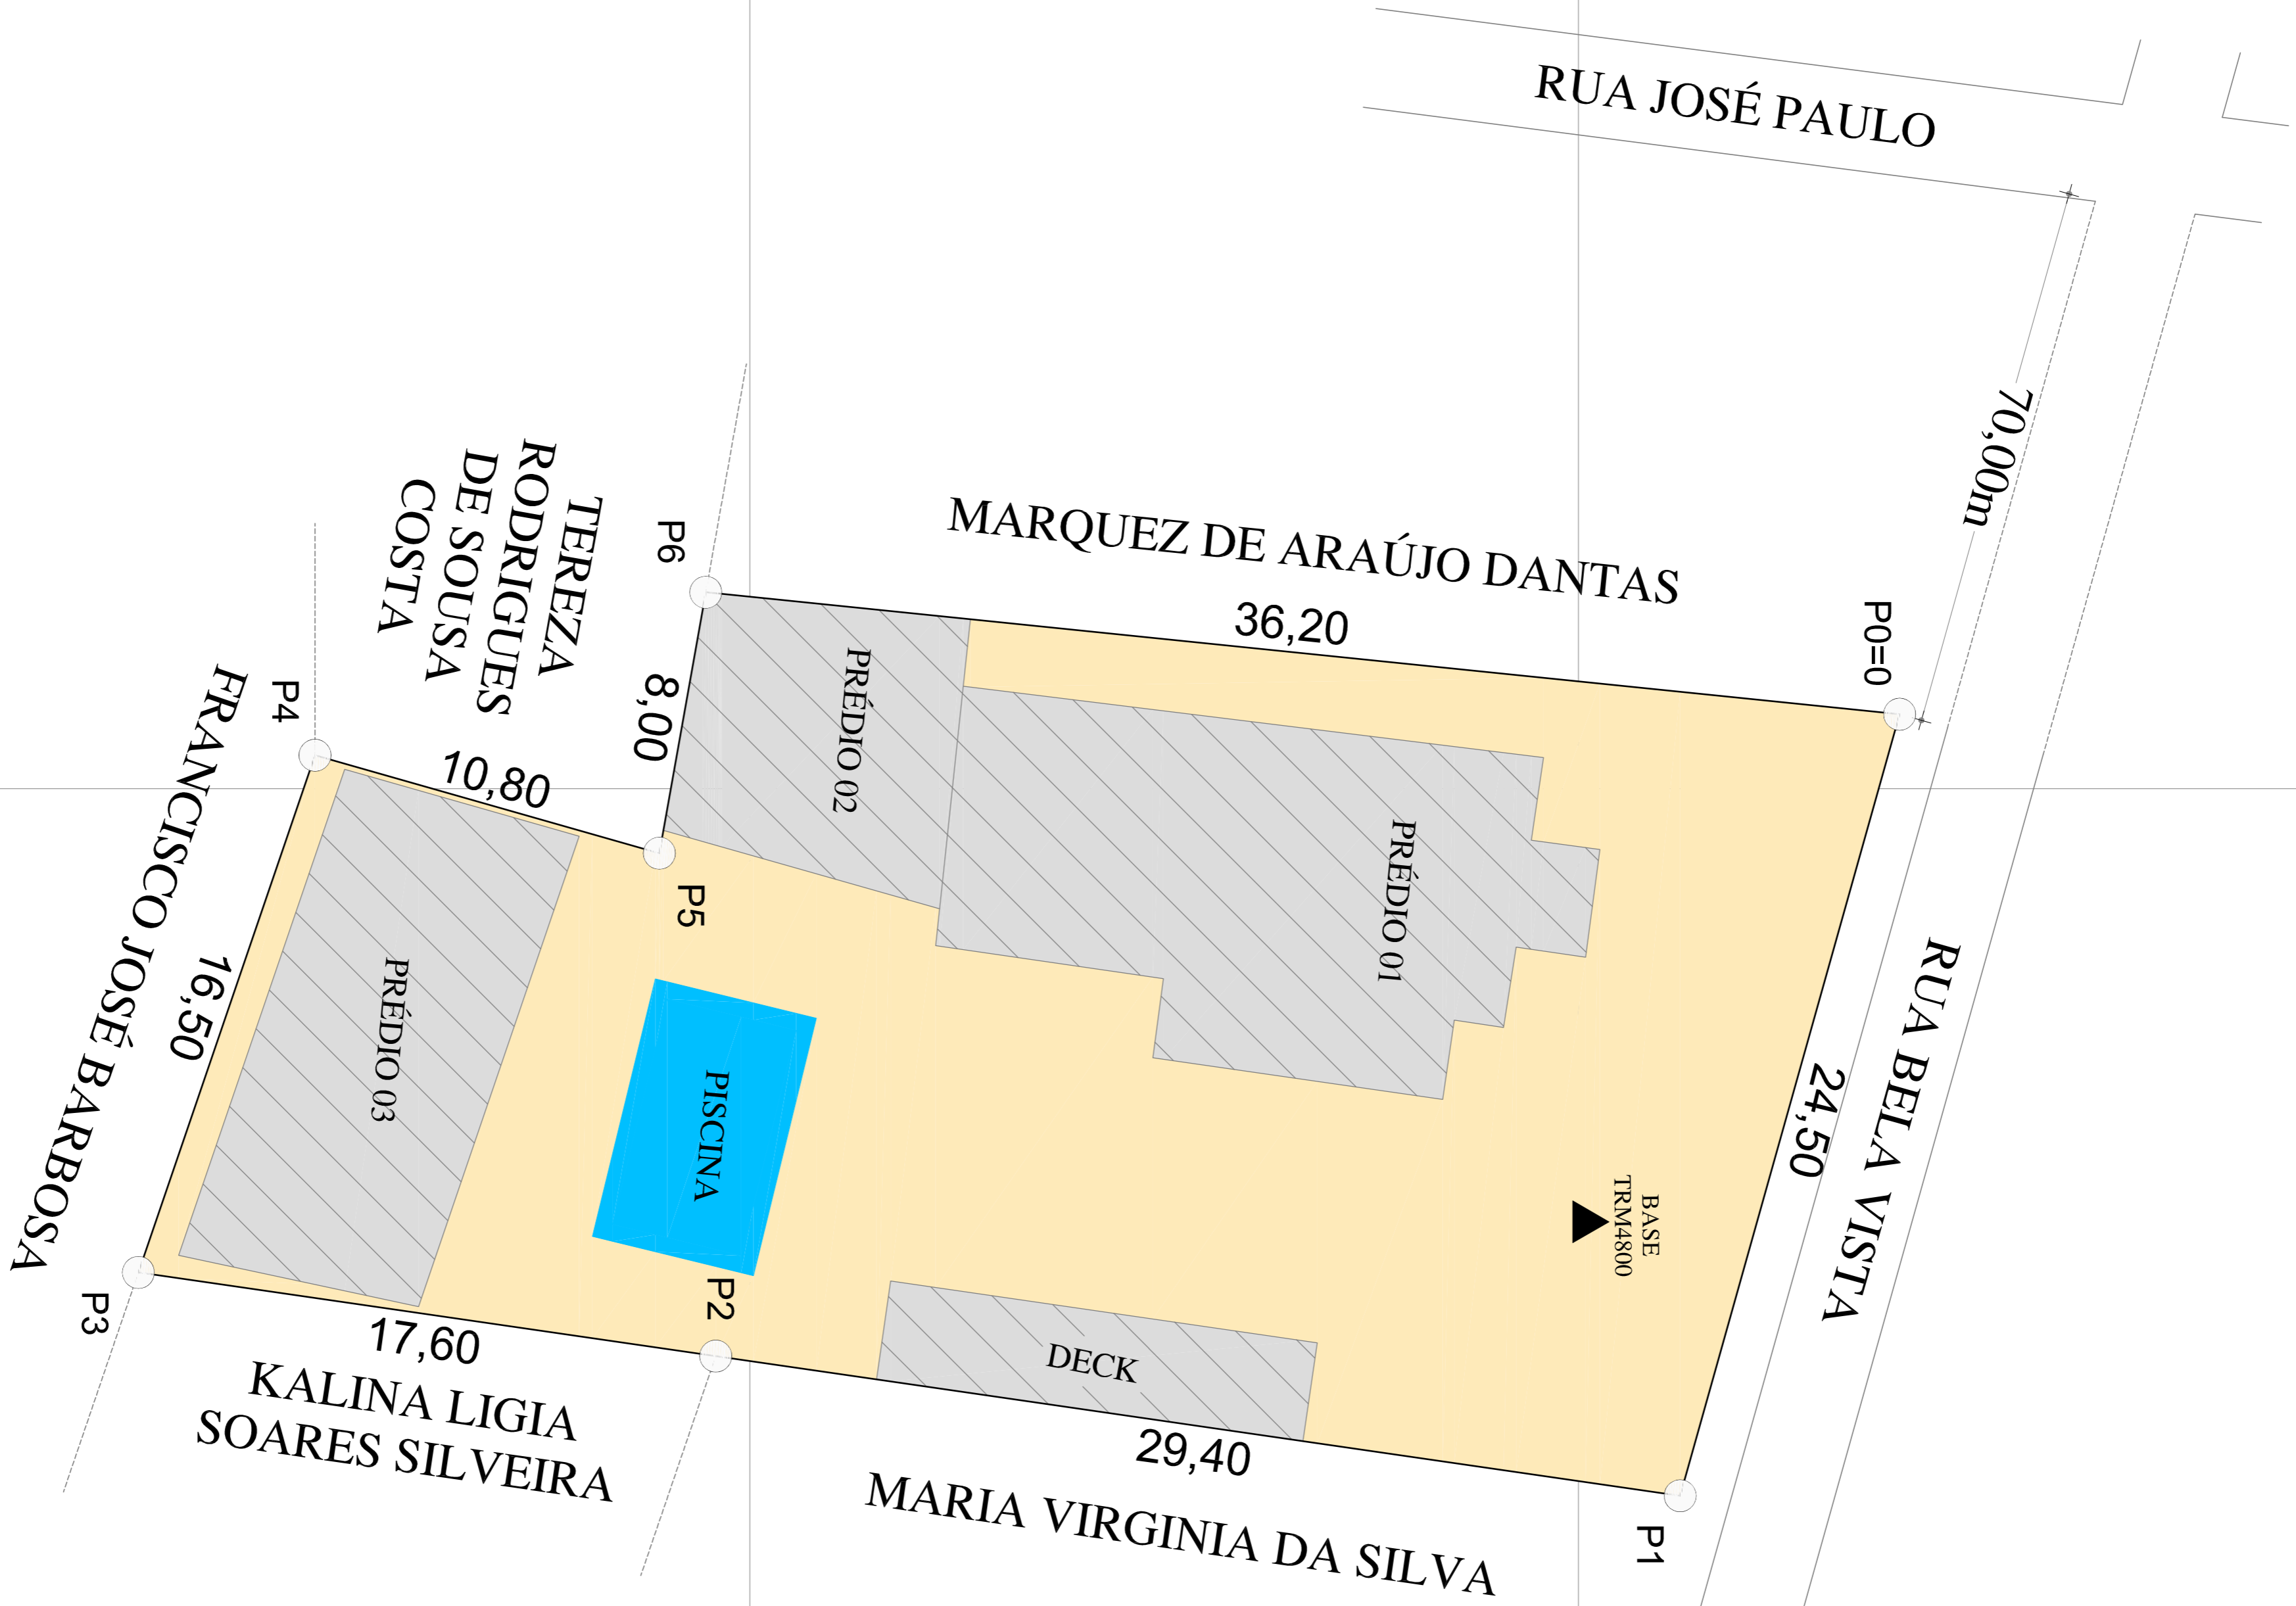 RUA JOSÉ PAULO
70,00m
MARQUEZ DE ARAÚJO DANTAS
36,20
P0=0
P6
TEREZA
RODRIGUES
DE SOUSA
COSTA
8,00
P4
10,80
P5
PRÉDIO 02
PRÉDIO 01
FRANCISCO JOSÉ BARBOSA
16,50
PRÉDIO 03
PISCINA
RUA BELA VISTA
24,50
BASE
TRM4800
P2
DECK
P3
17,60
KALINA LIGIA
SOARES SILVEIRA
29,40
MARIA VIRGINIA DA SILVA
P1